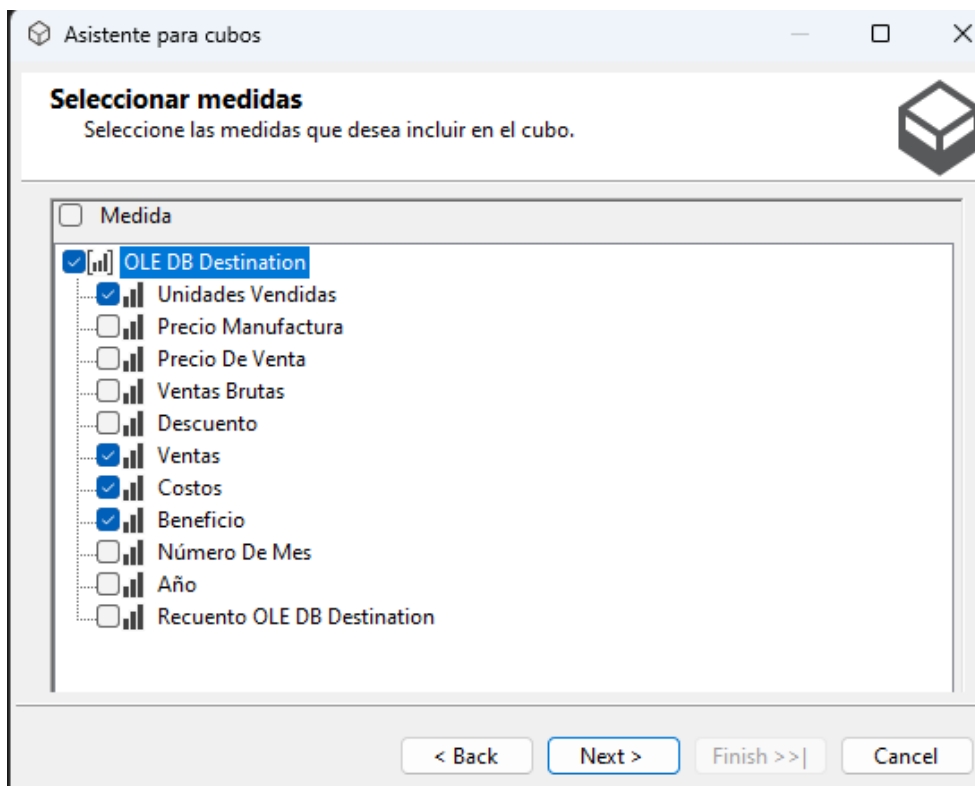 Asistente para cubos
Seleccionar medidas
Seleccione las medidas que desea incluir en el cubo.
Medida
OLE DB Destination
Unidades Vendidas
Precio Manufactura
Precio De Venta
Ventas Brutas
Descuento
Ventas
Costos
Beneficio
Número De Mes
Año
Recuento OLE DB Destination
< Back Next > Finish >>| Cancel